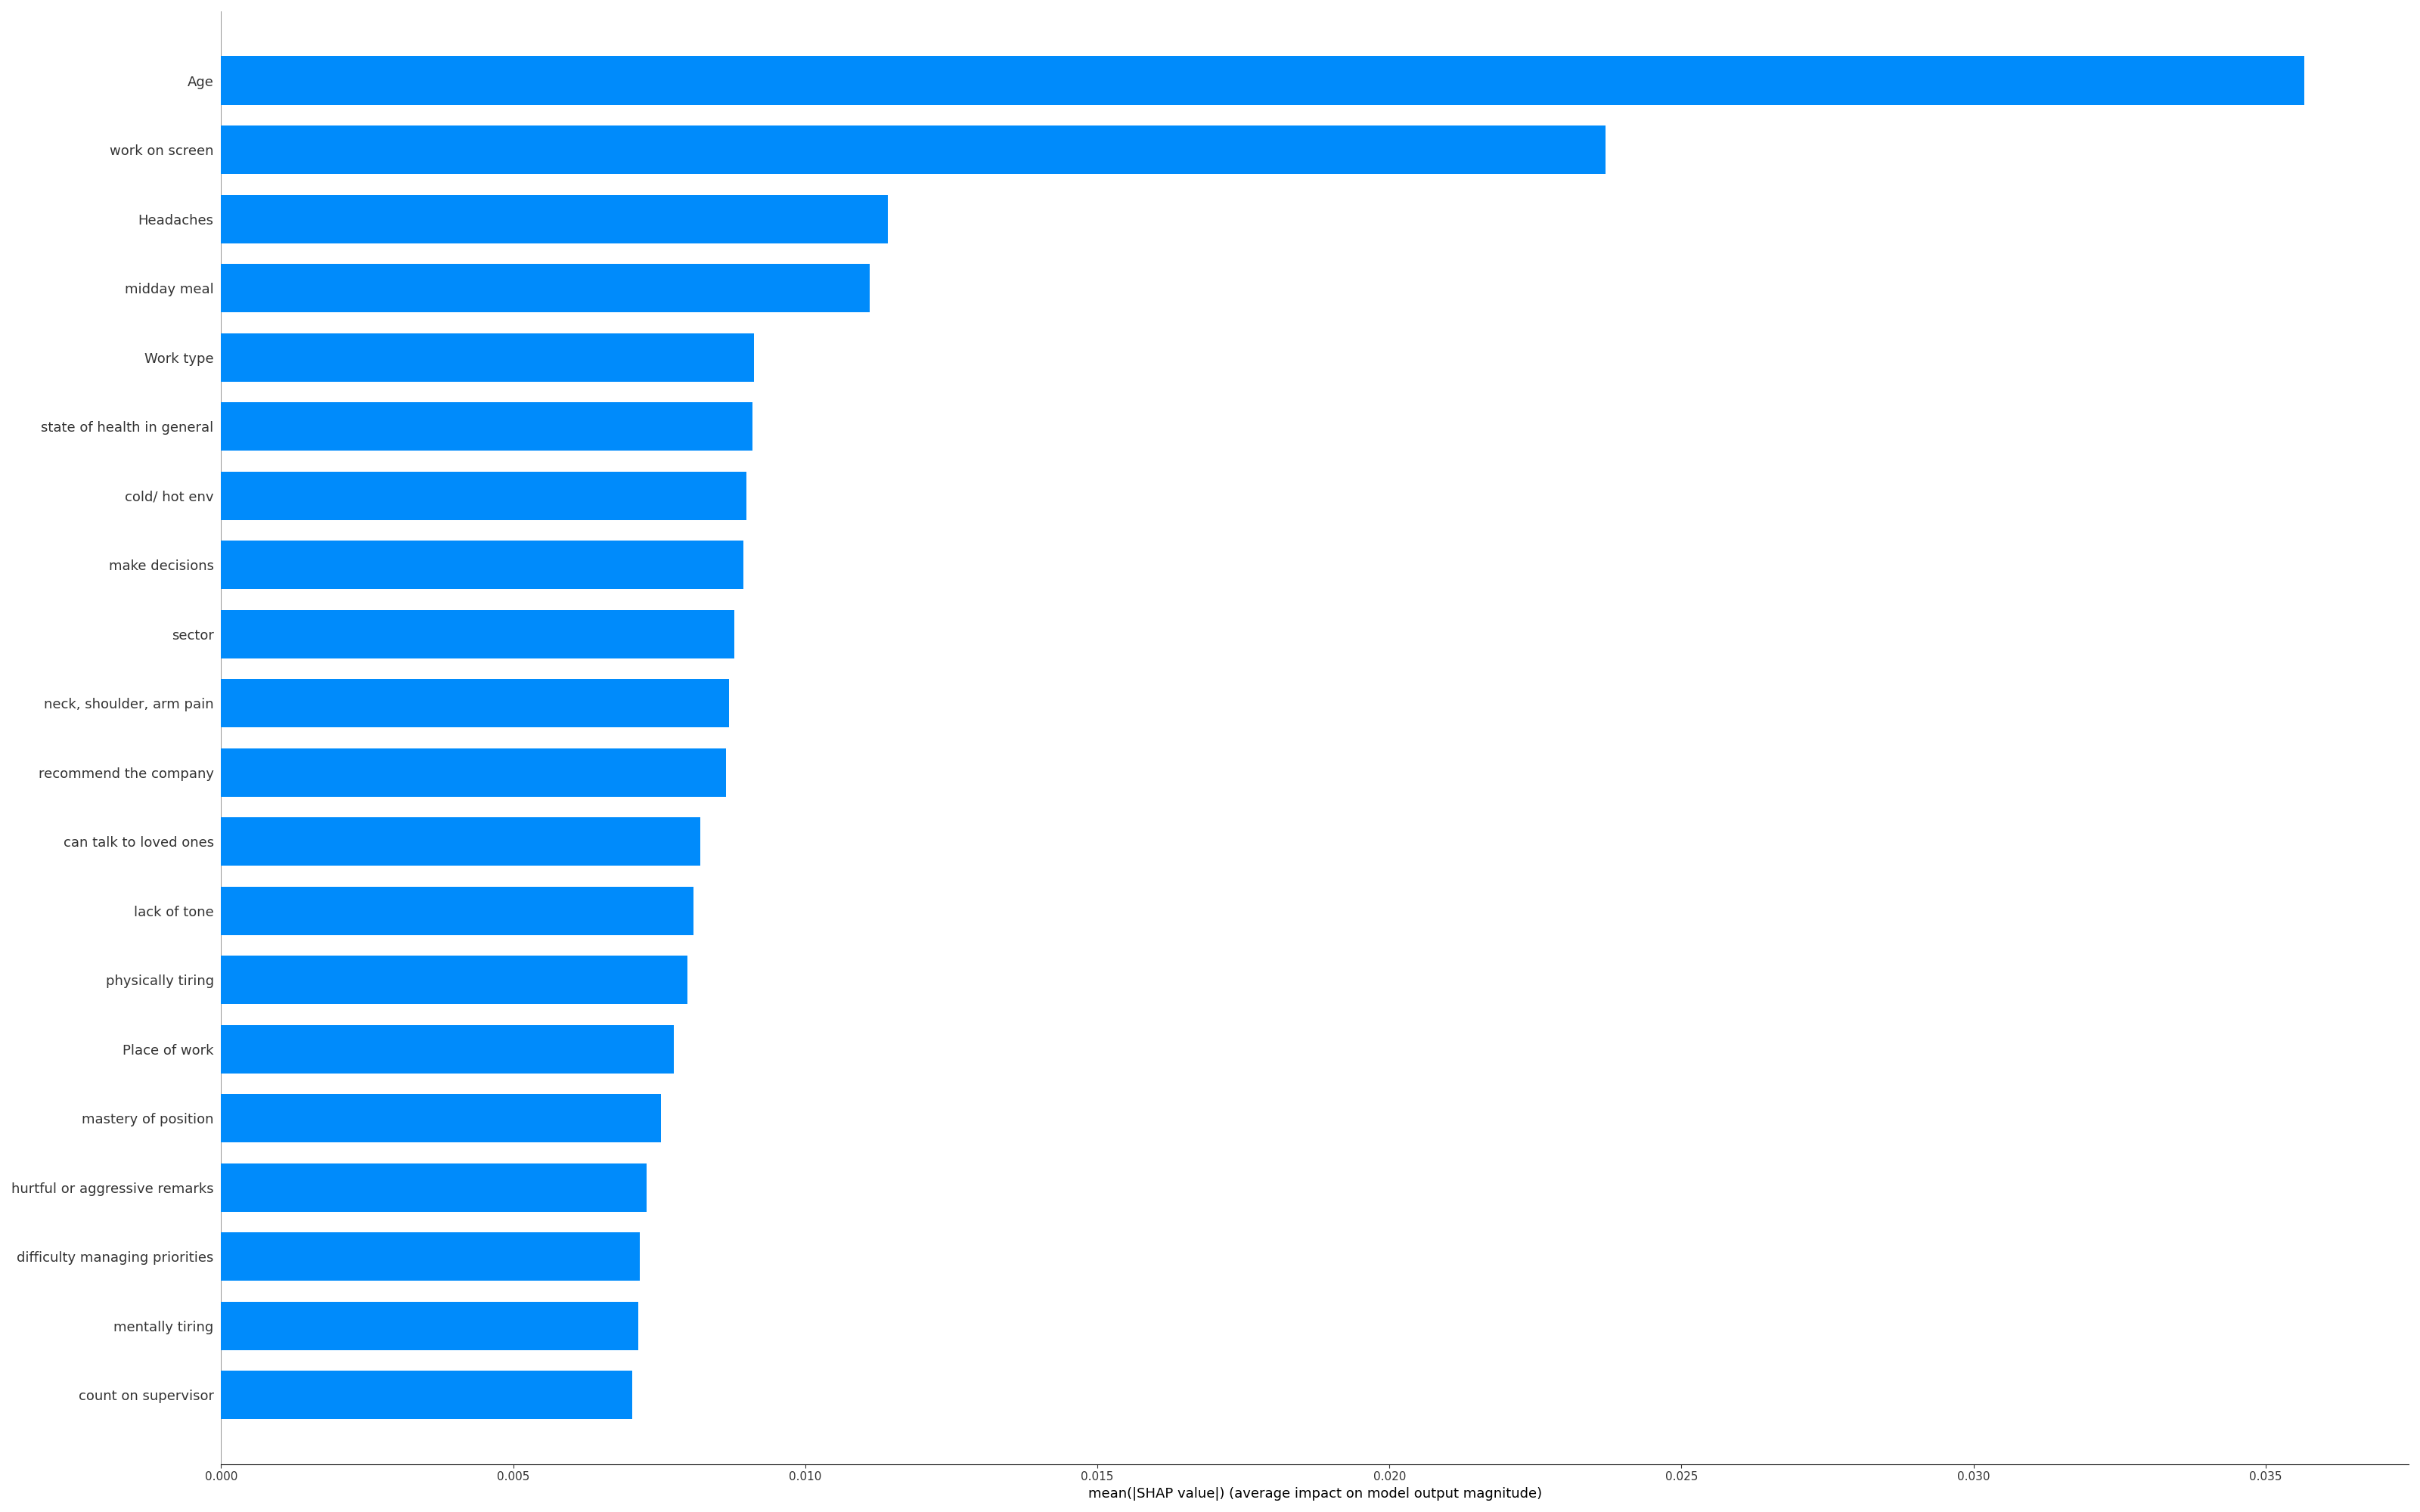 Age
work on screen
Headaches
midday meal
Work type
state of health in general
cold/ hot env
make decisions
sector
neck, shoulder, arm pain
recommend the company
can talk to loved ones
lack of tone
physically tiring
Place of work
mastery of position
hurtful or aggressive remarks
difficulty managing priorities
mentally tiring
count on supervisor
0.000 0.005 0.010 0.015 0.020 0.025 0.030 0.035
mean(|SHAP value|) (average impact on model output magnitude)